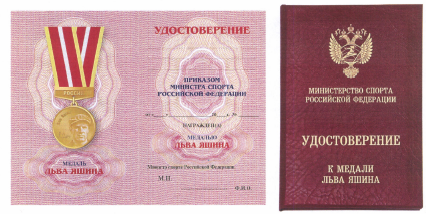 УДОСТОВЕРЕНИЕ
РОССИЯ
МЕДАЛЬ
ЛЬВА ЯШИНА
ПРИКАЗОМ
МИНИСТРА СПОРТА
РОССИЙСКОЙ ФЕДЕРАЦИИ
НАГРАЖДЕН(А)
МЕДАЛЬЮ
ЛЬВА ЯШИНА
Министр спорта Российской Федерации
М.П.
Ф.И.О.
МИНИСТЕРСТВО СПОРТА
РОССИЙСКОЙ ФЕДЕРАЦИИ
УДОСТОВЕРЕНИЕ
К МЕДАЛИ
ЛЬВА ЯШИНА